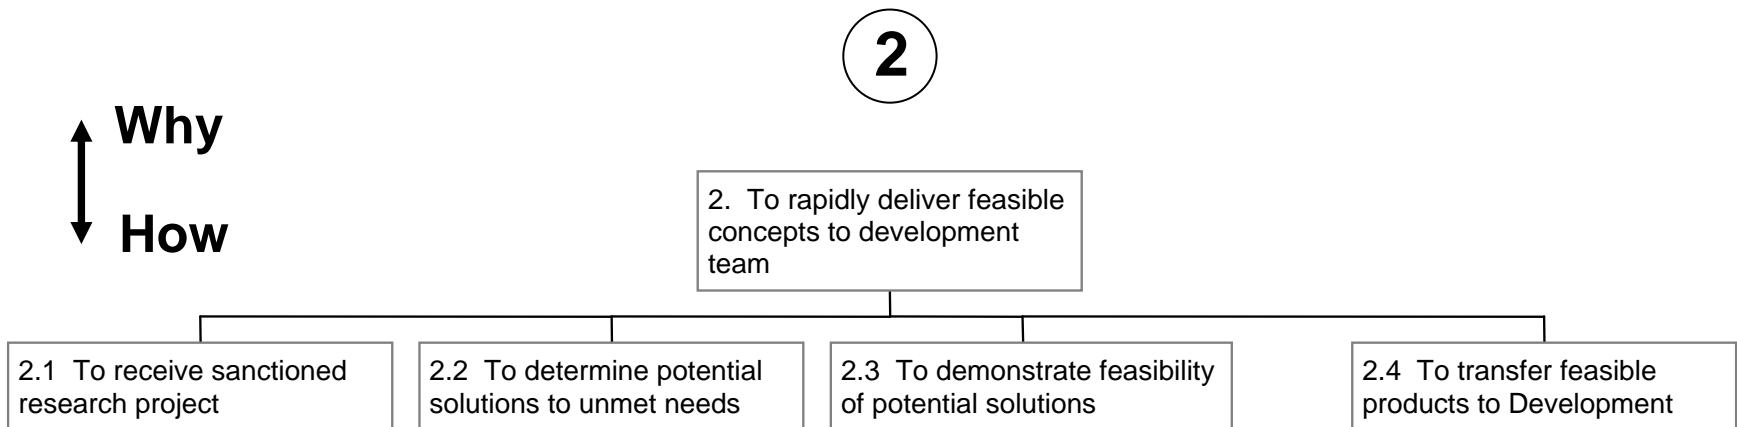 2
Why
How
2. To rapidly deliver feasible
concepts to development
team
2.1 To receive sanctioned
research project
2.2 To determine potential
solutions to unmet needs
2.3 To demonstrate feasibility
of potential solutions
2.4 To transfer feasible
products to Development